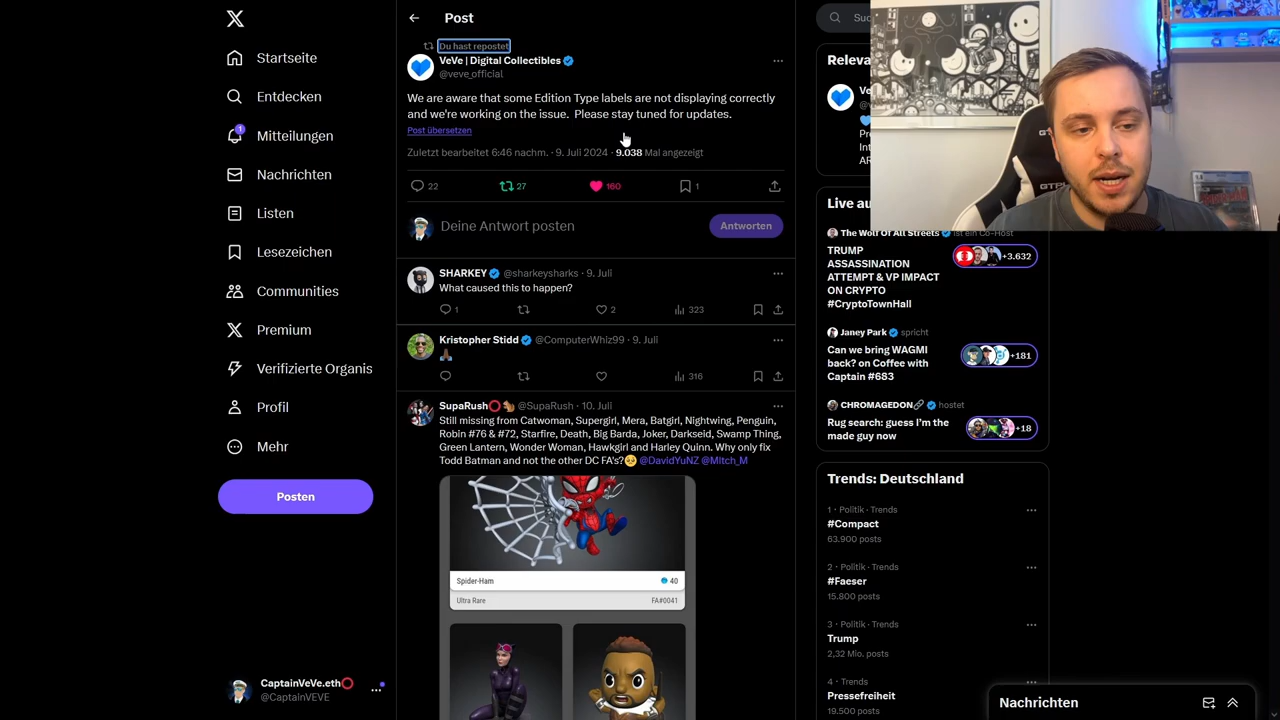 Startseite
Entdecken
1
Mitteilungen
Nachrichten
Listen
Lesezeichen
Communities
Premium
Verifizierte Organis
Profil
Mehr
Posten
CaptainVeVe.eth
@CaptainVEVE
Post
Du hast repostet
VeVe | Digital Collectibles
@veve_official
We are aware that some Edition Type labels are not displaying correctly
and we're working on the issue. Please stay tuned for updates.
Post übersetzen
Zuletzt bearbeitet 6:46 nachm. · 9. Juli 2024 · 9.038 Mal angezeigt
22 27 160 1
Deine Antwort posten
Antworten
SHARKEY @sharkeysharks · 9. Juli
What caused this to happen?
1 2 323
Kristopher Stidd @ComputerWhiz99 · 9. Juli
316
SupaRush @SupaRush · 10. Juli
Still missing from Catwoman, Supergirl, Mera, Batgirl, Nightwing, Penguin,
Robin #76 & #72, Starfire, Death, Big Barda, Joker, Darkseid, Swamp Thing,
Green Lantern, Wonder Woman, Hawkgirl and Harley Quinn. Why only fix
Todd Batman and not the other DC FA's? @DavidYuNZ @MItch_M
Spider-Ham 40
Ultra Rare FA#0041
Suc
Releva
Ve
Pro
Int
AR
Live au
The Wolf Of All Streets ist ein Co-Host
TRUMP
ASSASSINATION
ATTEMPT & VP IMPACT
ON CRYPTO
#CryptoTownHall
+3.632
Janey Park spricht
Can we bring WAGMI
back? on Coffee with
Captain #683
+181
CHROMAGEDON hostet
Rug search: guess I'm the
made guy now
+18
Trends: Deutschland
1 · Politik · Trends
#Compact
63.900 posts
2 · Politik · Trends
#Faeser
15.800 posts
3 · Politik · Trends
Trump
2,32 Mio. posts
4 · Politik · Trends
Pressefreiheit
19.500 posts
Nachrichten